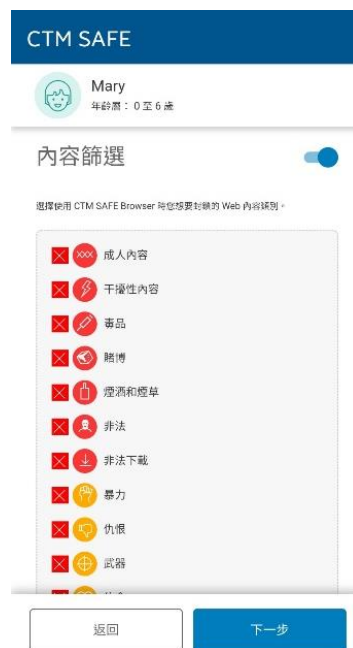 CTM SAFE
Mary
年齡層：0 至 6 歲
內容篩選
選擇使用 CTM SAFE Browser 時您想要封鎖的 Web 內容類別。
xxx 成人內容
干擾性內容
毒品
賭博
煙酒和煙草
非法
非法下載
暴力
仇恨
武器
返回
下一步